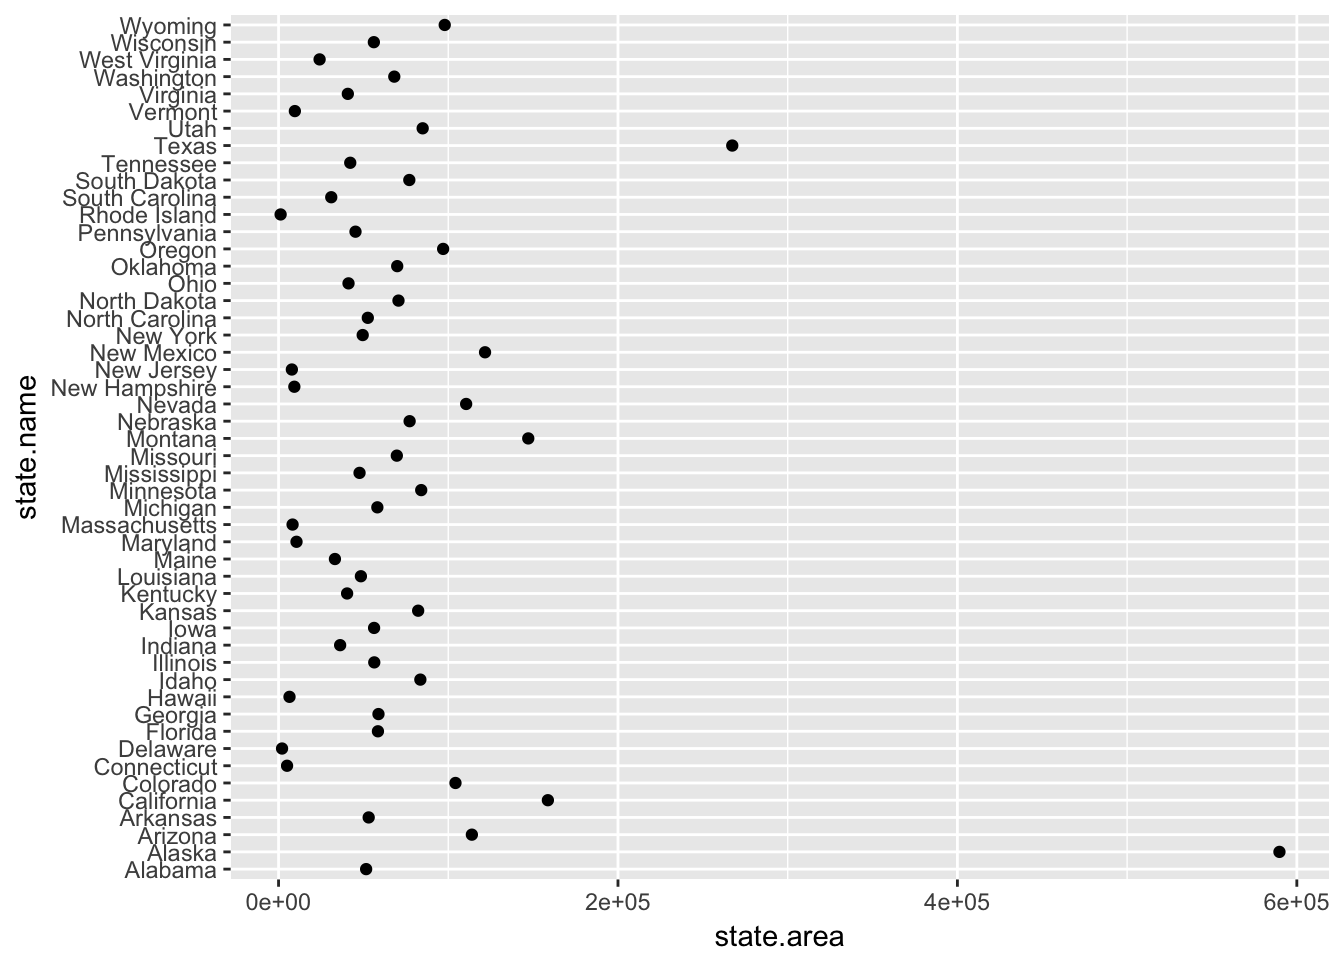 Wyoming
Wisconsin
West Virginia
Washington
Virginia
Vermont
Utah
Texas
Tennessee
South Dakota
South Carolina
Rhode Island
Pennsylvania
Oregon
Oklahoma
Ohio
North Dakota
North Carolina
New York
New Mexico
New Jersey
New Hampshire
Nevada
Nebraska
Montana
Missouri
Mississippi
Minnesota
Michigan
Massachusetts
Maryland
Maine
Louisiana
Kentucky
Kansas
Iowa
Indiana
Illinois
Idaho
Hawaii
Georgia
Florida
Delaware
Connecticut
Colorado
California
Arkansas
Arizona
Alaska
Alabama
state.name
0e+00 2e+05 4e+05 6e+05
state.area